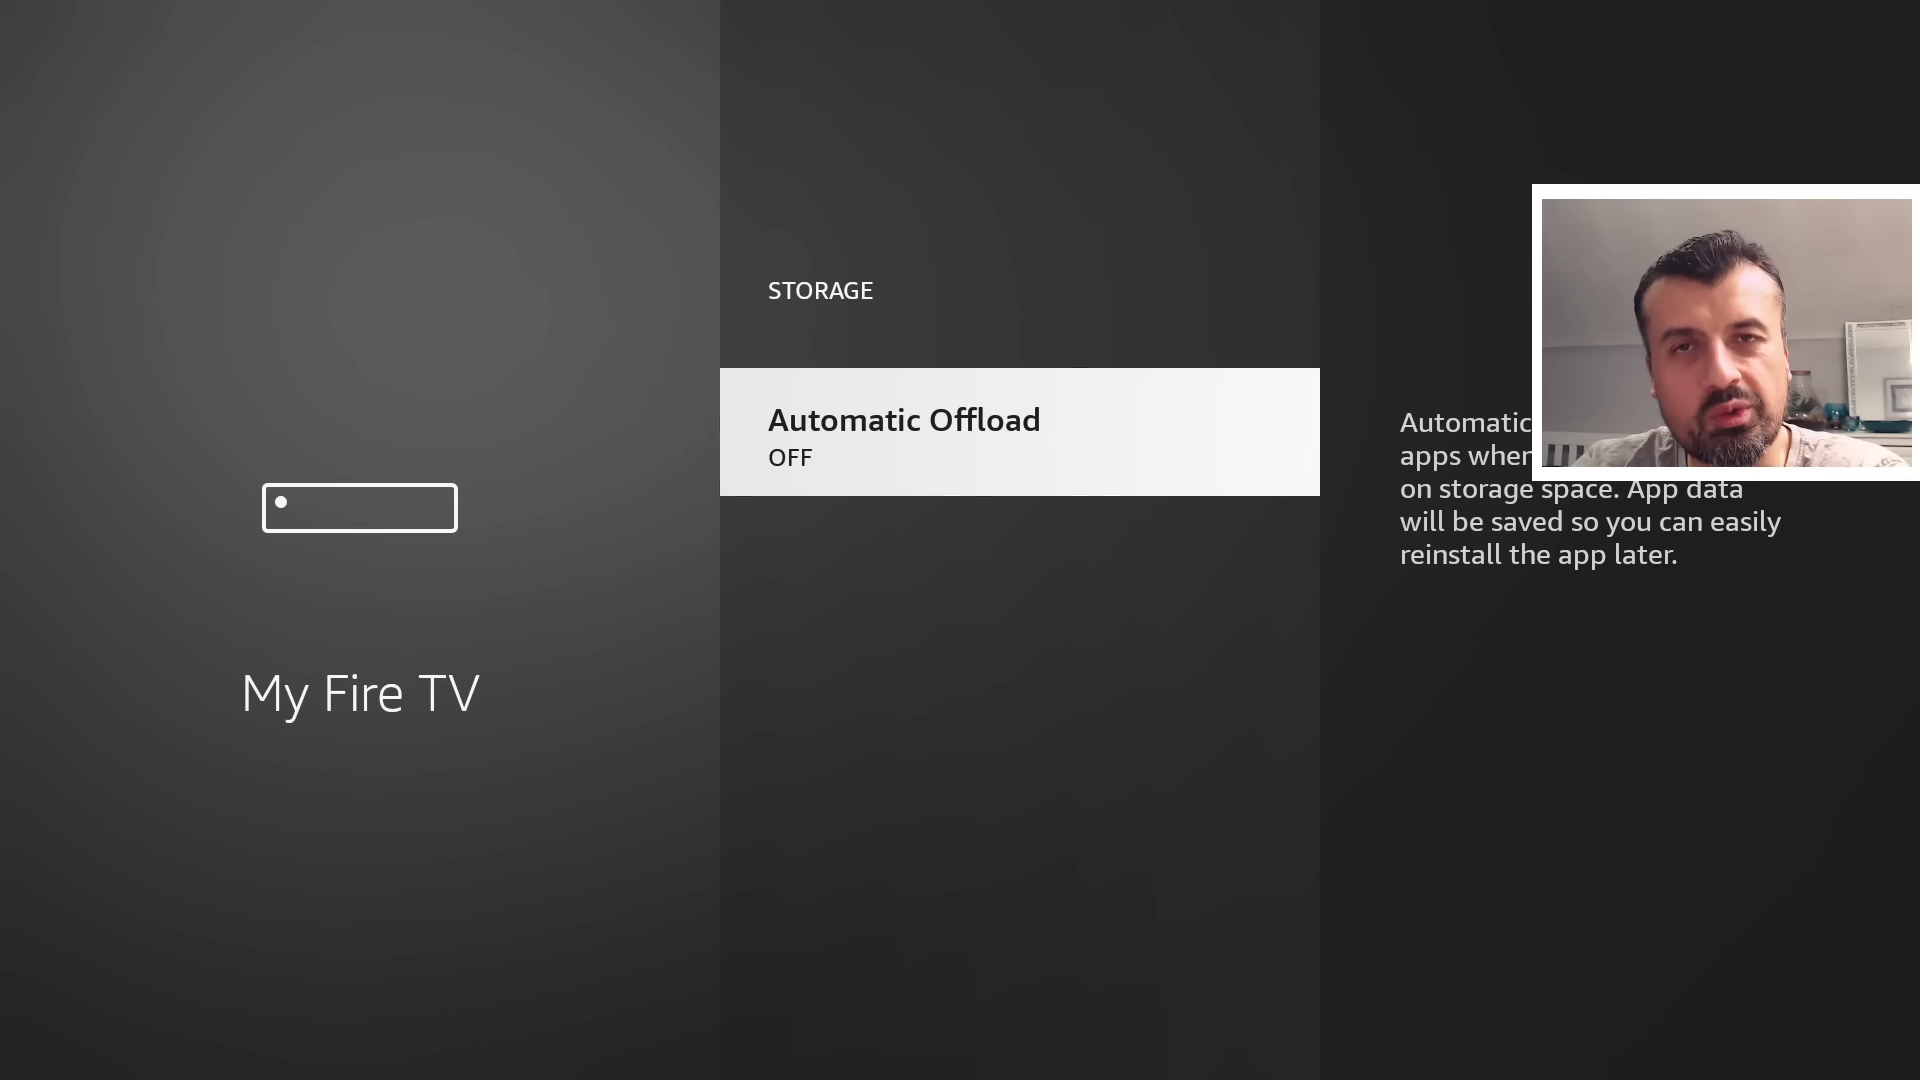 STORAGE
Automatic Offload
OFF
Automatic
apps when
on storage space. App data
will be saved so you can easily
reinstall the app later.
My Fire TV